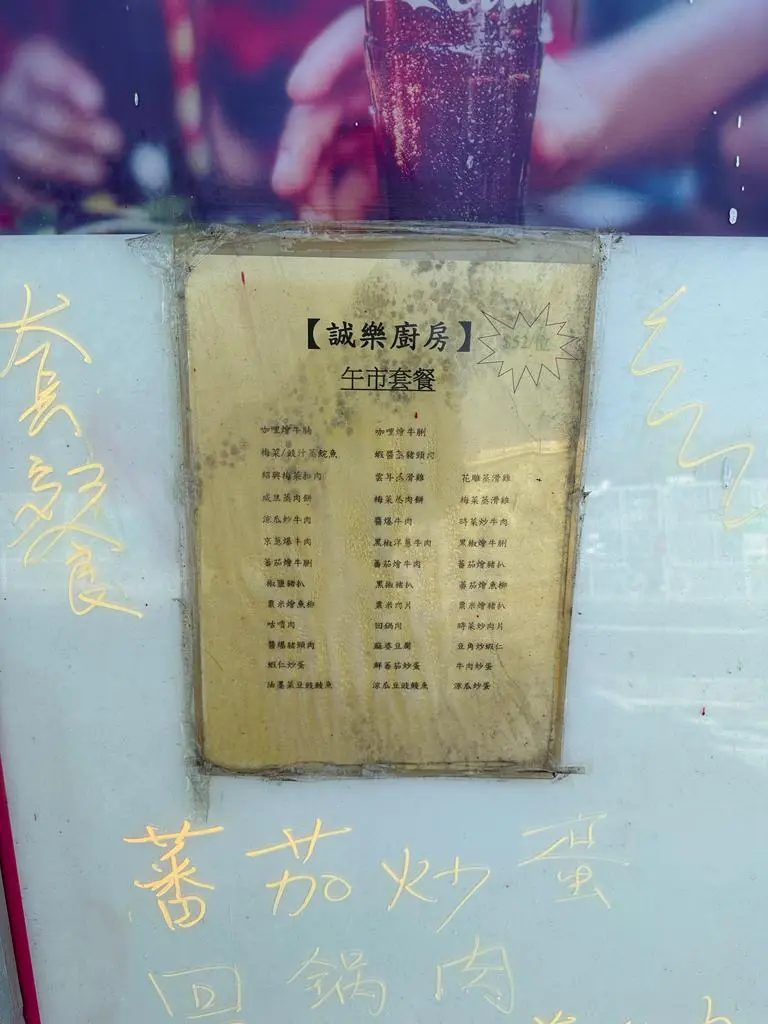 【誠樂廚房】
$52/位
午市套餐
咖哩燴牛腩 咖哩燴牛脷
梅菜/豉汁蒸鯇魚 蝦醬蒸豬頸肉
紹興梅菜扣肉 雲耳蒸滑雞 花雕蒸滑雞
咸旦蒸肉餅 梅菜蒸肉餅 梅菜蒸滑雞
涼瓜炒牛肉 醬爆牛肉 時菜炒牛肉
京葱爆牛肉 黑椒洋葱牛肉 黑椒燴牛脷
蕃茄燴牛脷 蕃茄燴牛肉 蕃茄燴豬扒
椒鹽豬扒 黑椒豬扒 蕃茄燴魚柳
粟米燴魚柳 粟米肉片 粟米燴豬扒
咕嚕肉 回鍋肉 時菜炒肉片
醬爆豬頸肉 麻婆豆腐 豆角炒蝦仁
蝦仁炒蛋 鮮蕃茄炒蛋 牛肉炒蛋
油墨菜豆豉鯪魚 涼瓜豆豉鯪魚 涼瓜炒蛋
套餐
蕃茄炒蛋
回鍋肉